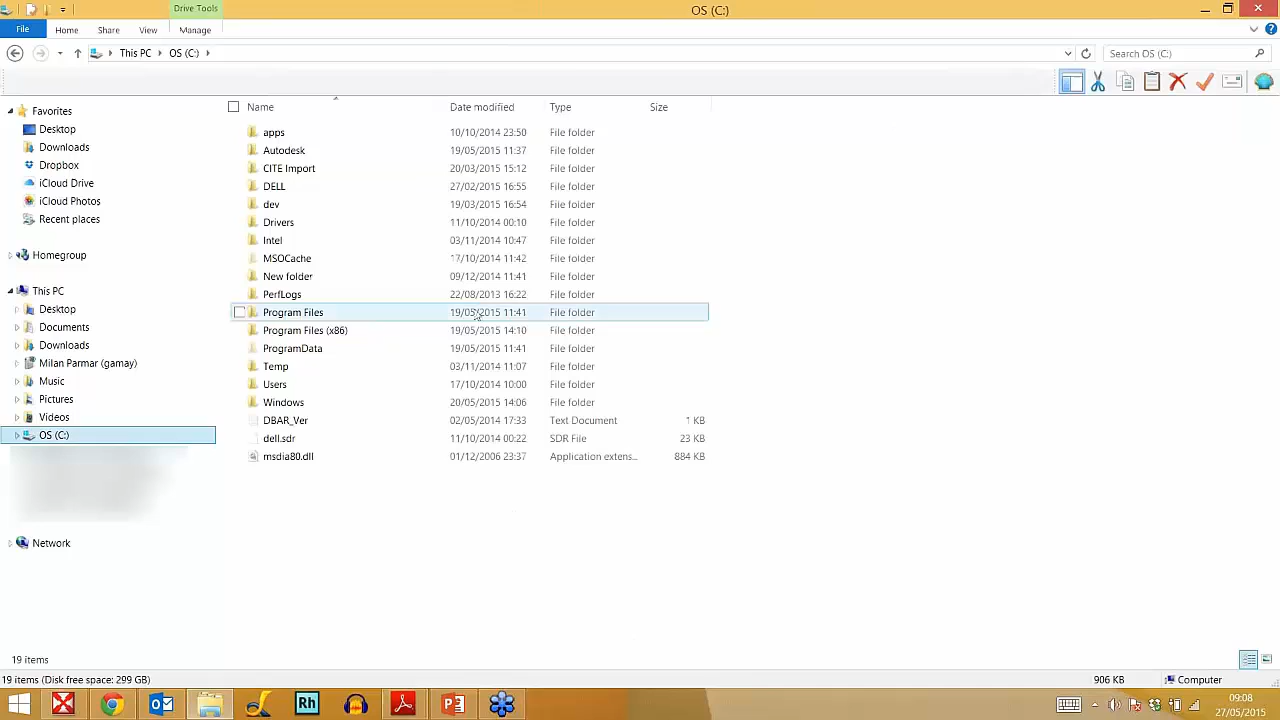 Drive Tools
OS (C:)
File Home Share View Manage
This PC OS (C:) Search OS (C:)
Name Date modified Type Size
Favorites
Desktop
Downloads
Dropbox
iCloud Drive
iCloud Photos
Recent places
Homegroup
This PC
Desktop
Documents
Downloads
Milan Parmar (gamay)
Music
Pictures
Videos
OS (C:)
Network
apps 10/10/2014 23:50 File folder
Autodesk 19/05/2015 11:37 File folder
CITE Import 20/03/2015 15:12 File folder
DELL 27/02/2015 16:55 File folder
dev 19/03/2015 16:54 File folder
Drivers 11/10/2014 00:10 File folder
Intel 03/11/2014 10:47 File folder
MSOCache 17/10/2014 11:42 File folder
New folder 09/12/2014 11:41 File folder
PerfLogs 22/08/2013 16:22 File folder
Program Files 19/05/2015 11:41 File folder
Program Files (x86) 19/05/2015 14:10 File folder
ProgramData 19/05/2015 11:41 File folder
Temp 03/11/2014 11:07 File folder
Users 17/10/2014 10:00 File folder
Windows 20/05/2015 14:06 File folder
DBAR_Ver 02/05/2014 17:33 Text Document 1 KB
dell.sdr 11/10/2014 00:22 SDR File 23 KB
msdia80.dll 01/12/2006 23:37 Application extens... 884 KB
19 items
19 items (Disk free space: 299 GB) 906 KB Computer
Rh
09:08
27/05/2015